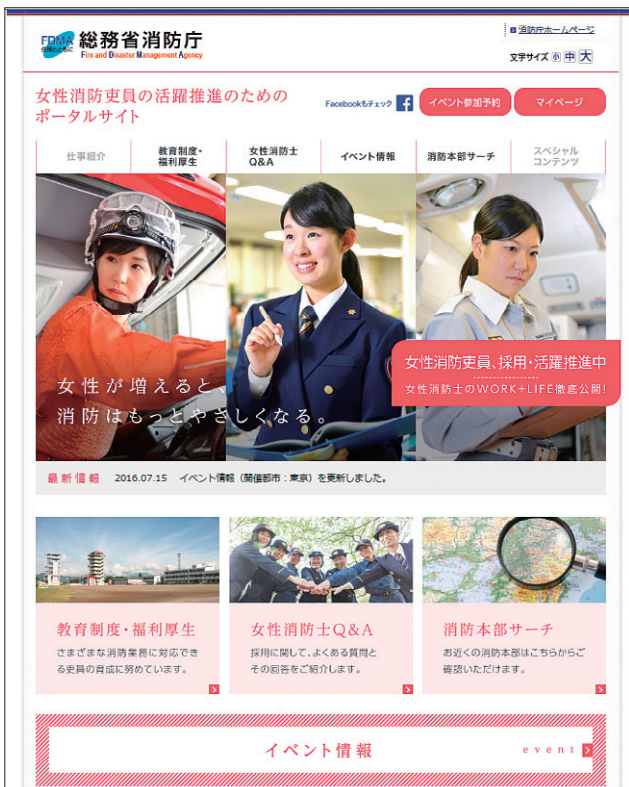 FDMA
住民とともに
総務省消防庁
Fire and Disaster Management Agency
消防庁ホームページ
文字サイズ 小 中 大
女性消防吏員の活躍推進のための
ポータルサイト
Facebookもチェック
イベント参加予約
マイページ
仕事紹介
教育制度・
福利厚生
女性消防士
Q&A
イベント情報
消防本部サーチ
スペシャル
コンテンツ
女性消防吏員、採用・活躍推進中
女性消防士のWORK+LIFE徹底公開!
女性が増えると、
消防はもっとやさしくなる。
最新情報 2016.07.15 イベント情報(開催都市:東京)を更新しました。
教育制度・福利厚生
さまざまな消防業務に対応でき
る吏員の育成に努めています。
女性消防士Q&A
採用に関して、よくある質問と
その回答をご紹介します。
消防本部サーチ
お近くの消防本部はこちらからご
確認いただけます。
イベント情報
event